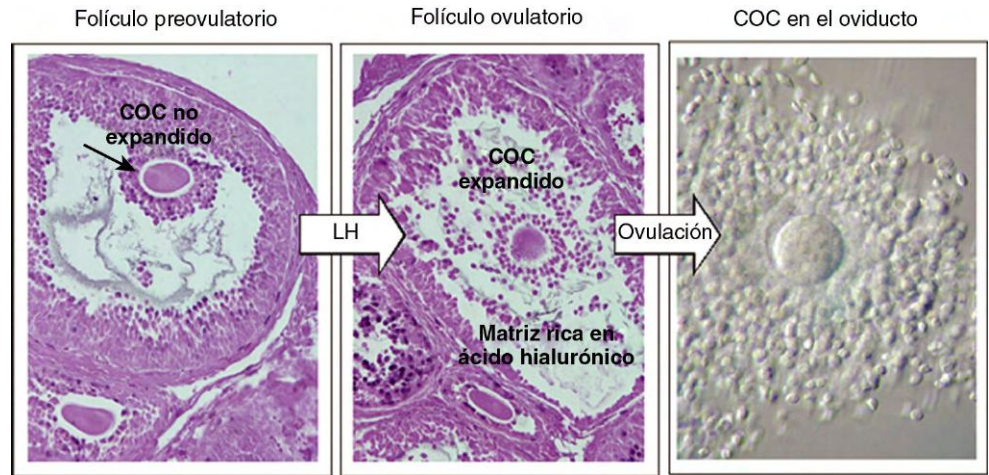 Folículo preovulatorio
Folículo ovulatorio
COC en el oviducto
COC no
expandido
COC
expandido
LH
Ovulación
Matriz rica en
ácido hialurónico